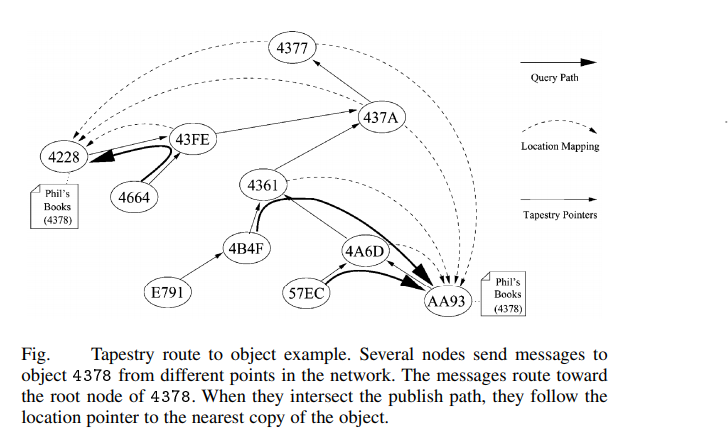 4377
Query Path
437A
43FE
Location Mapping
4228
4664
4361
Phil's
Books
(4378)
Tapestry Pointers
4B4F
4A6D
E791
57EC
AA93
Phil's
Books
(4378)
Fig. Tapestry route to object example. Several nodes send messages to
object 4378 from different points in the network. The messages route toward
the root node of 4378. When they intersect the publish path, they follow the
location pointer to the nearest copy of the object.